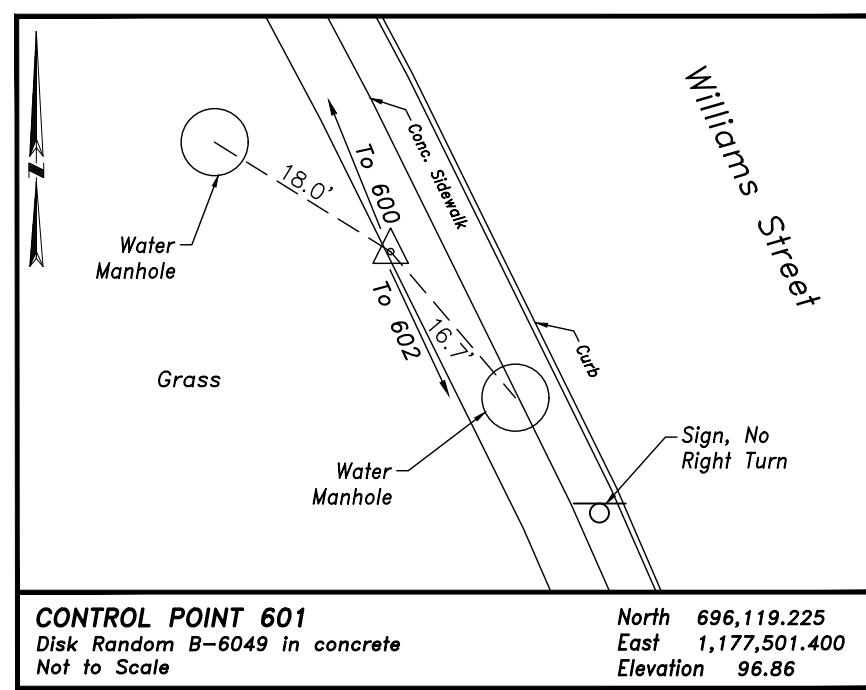 Williams Street
Conc. Sidewalk
To 600
18.0'
Water
Manhole
N
To 602
16.7'
Curb
Grass
Sign, No
Right Turn
Water
Manhole
CONTROL POINT 601
Disk Random B-6049 in concrete
Not to Scale
North 696,119.225
East 1,177,501.400
Elevation 96.86